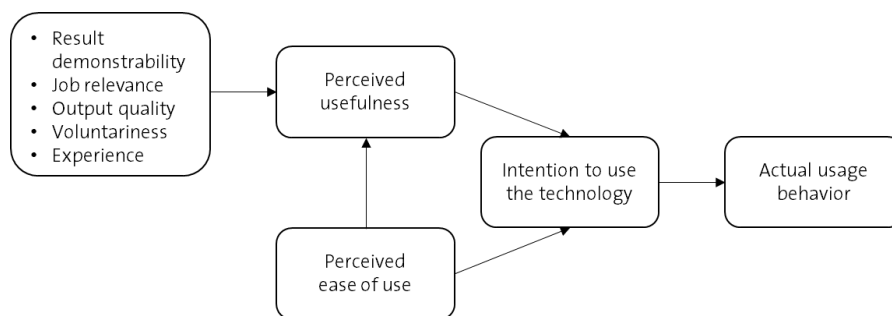 • Result
demonstrability
• Job relevance
• Output quality
• Voluntariness
• Experience
Perceived
usefulness
Perceived
ease of use
Intention to use
the technology
Actual usage
behavior